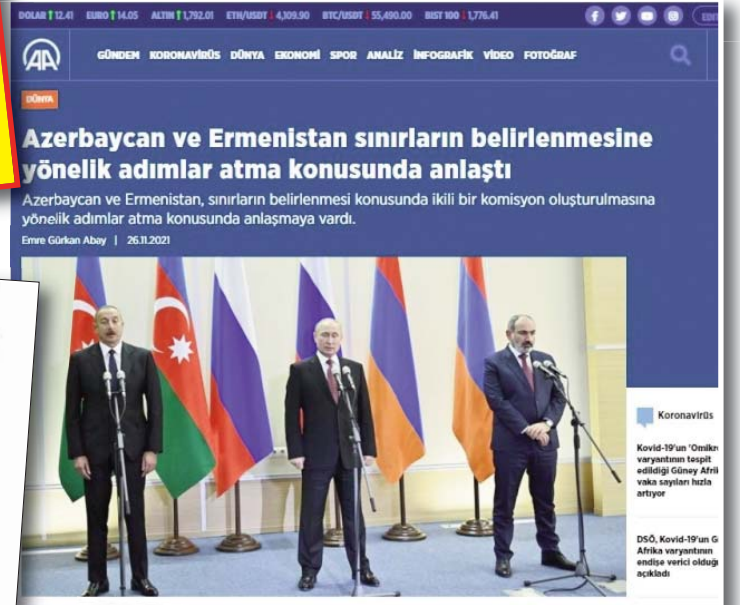 DOLAR ↑ 12.41 EURO ↑ 14.05 ALTIN ↑ 1,792.01 ETH/USDT ↓ 4,109.90 BTC/USDT ↓ 55,490.00 BIST 100 ↓ 1,776.41
AA
GÜNDEM KORONAVİRÜS DÜNYA EKONOMİ SPOR ANALİZ İNFOGRAFİK VİDEO FOTOĞRAF
DÜNYA
Azerbaycan ve Ermenistan sınırların belirlenmesine
yönelik adımlar atma konusunda anlaştı
Azerbaycan ve Ermenistan, sınırların belirlenmesi konusunda ikili bir komisyon oluşturulmasına
yönelik adımlar atma konusunda anlaşmaya vardı.
Emre Gürkan Abay | 26.11.2021
Koronavirüs
Kovid-19'un 'Omikr
varyantının tespit
edildiği Güney Afri
vaka sayıları hızla
artıyor
DSÖ, Kovid-19'un G
Afrika varyantının
endişe verici olduğ
açıkladı